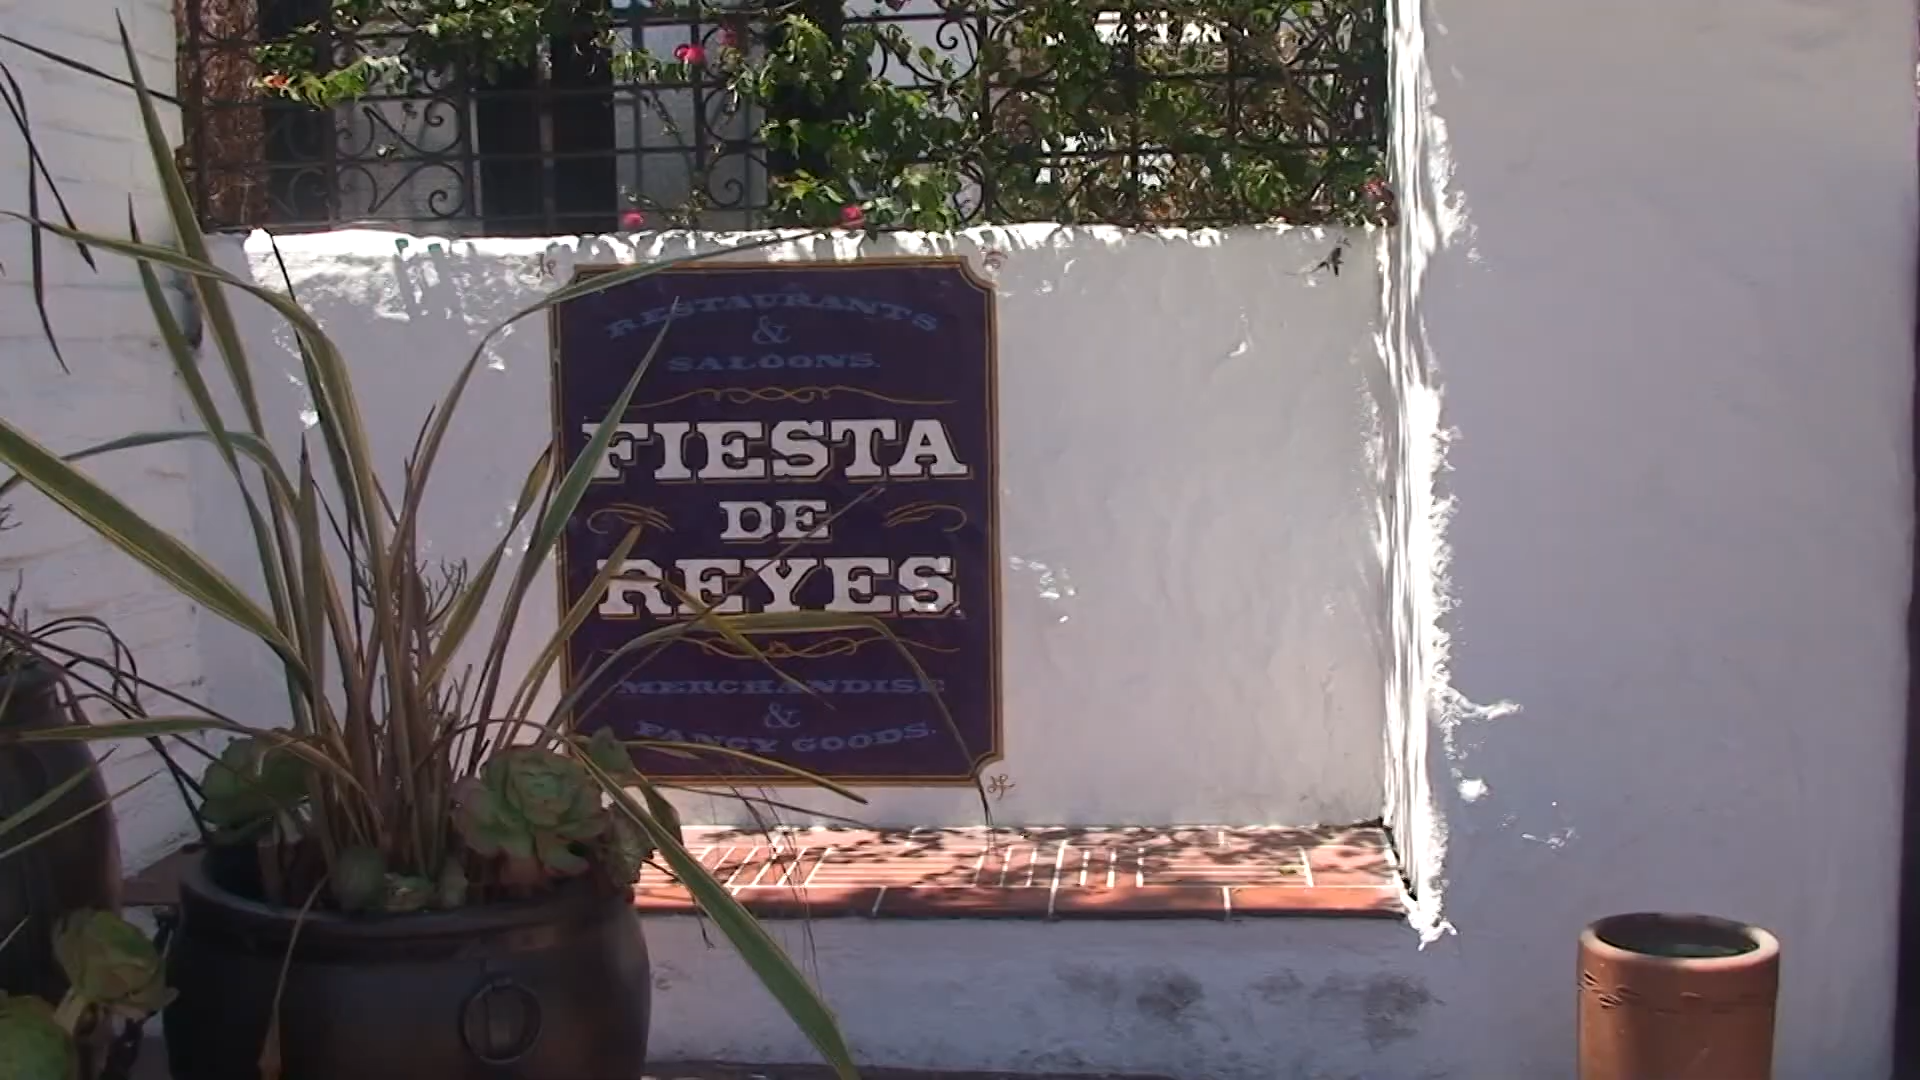 RESTAURANTS
&
SALOONS.
FIESTA
DE
REYES
MERCHANDISE
&
FANCY GOODS.